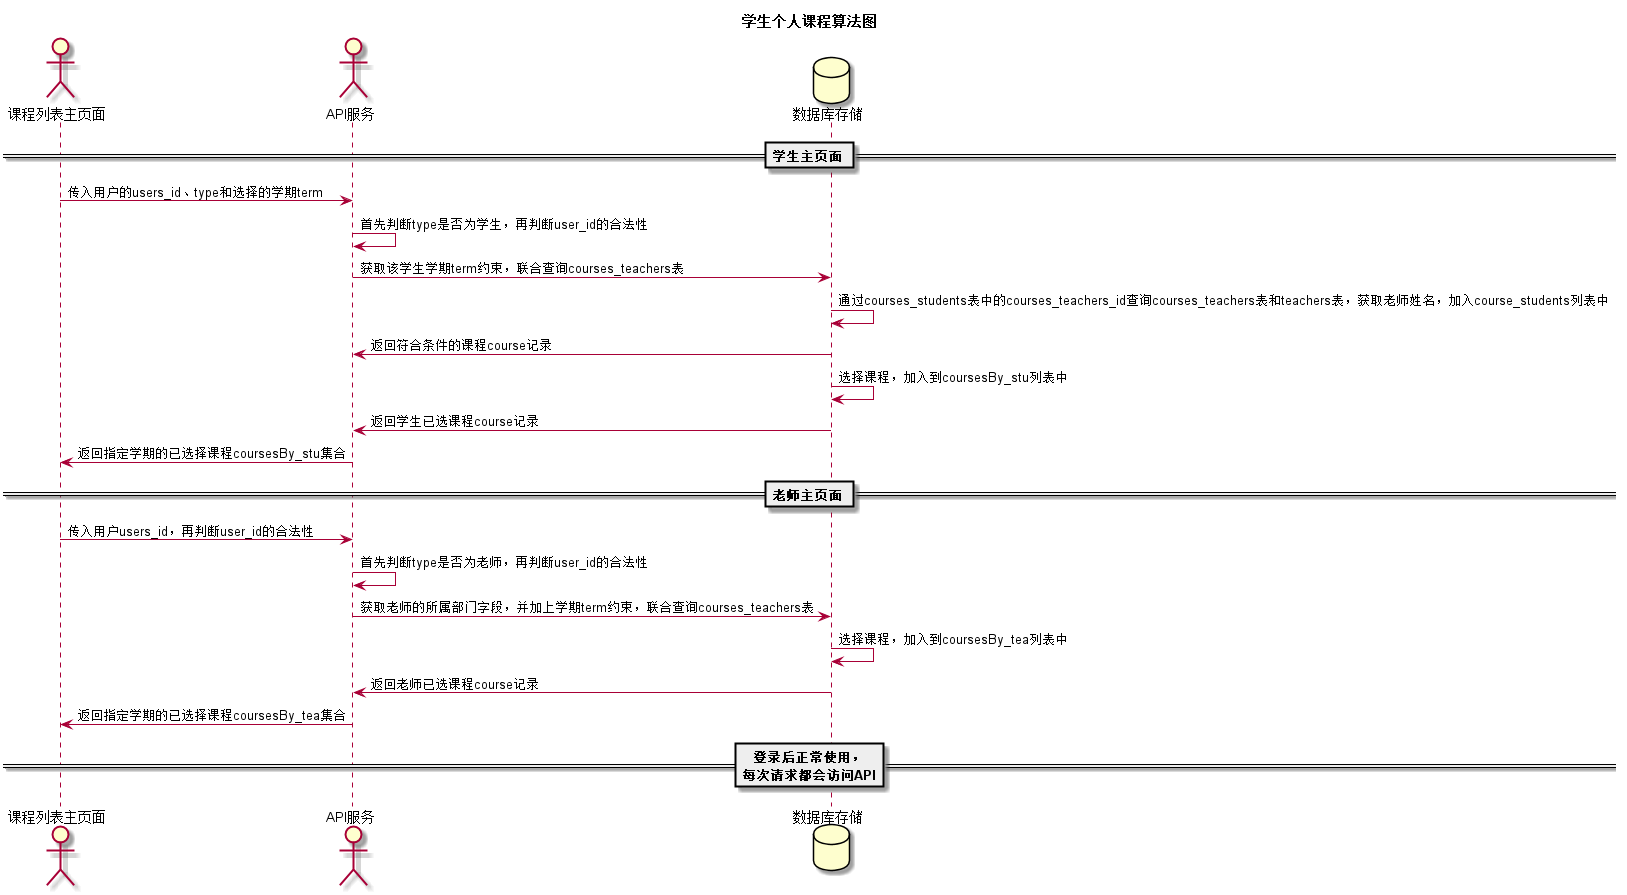 学生个人课程算法图
课程列表主页面
API服务
数据库存储
学生主页面
传入用户的users_id、type和选择的学期term
首先判断type是否为学生，再判断user_id的合法性
获取该学生学期term约束，联合查询courses_teachers表
通过courses_students表中的courses_teachers_id查询courses_teachers表和teachers表，获取老师姓名，加入course_students列表中
返回符合条件的课程course记录
选择课程，加入到coursesBy_stu列表中
返回学生已选课程course记录
返回指定学期的已选择课程coursesBy_stu集合
老师主页面
传入用户users_id，再判断user_id的合法性
首先判断type是否为老师，再判断user_id的合法性
获取老师的所属部门字段，并加上学期term约束，联合查询courses_teachers表
选择课程，加入到coursesBy_tea列表中
返回老师已选课程course记录
返回指定学期的已选择课程coursesBy_tea集合
登录后正常使用，
每次请求都会访问API
课程列表主页面
API服务
数据库存储